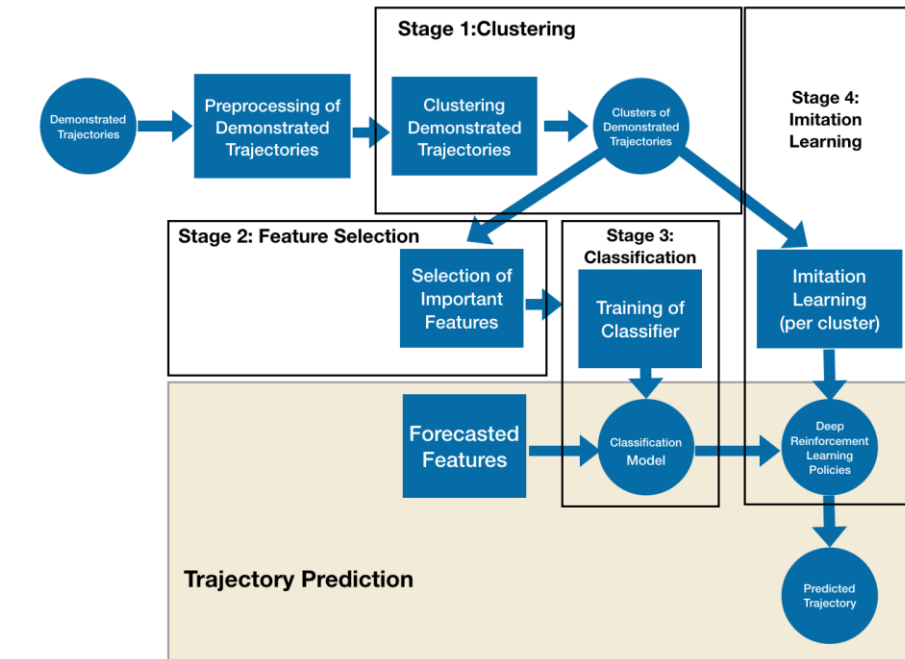 Stage 1:Clustering
Demonstrated
Trajectories
Preprocessing of
Demonstrated
Trajectories
Clustering
Demonstrated
Trajectories
Clusters of
Demonstrated
Trajectories
Stage 4:
Imitation
Learning
Stage 2: Feature Selection
Selection of
Important
Features
Stage 3:
Classification
Training of
Classifier
Imitation
Learning
(per cluster)
Forecasted
Features
Classification
Model
Deep
Reinforcement
Learning
Policies
Trajectory Prediction
Predicted
Trajectory